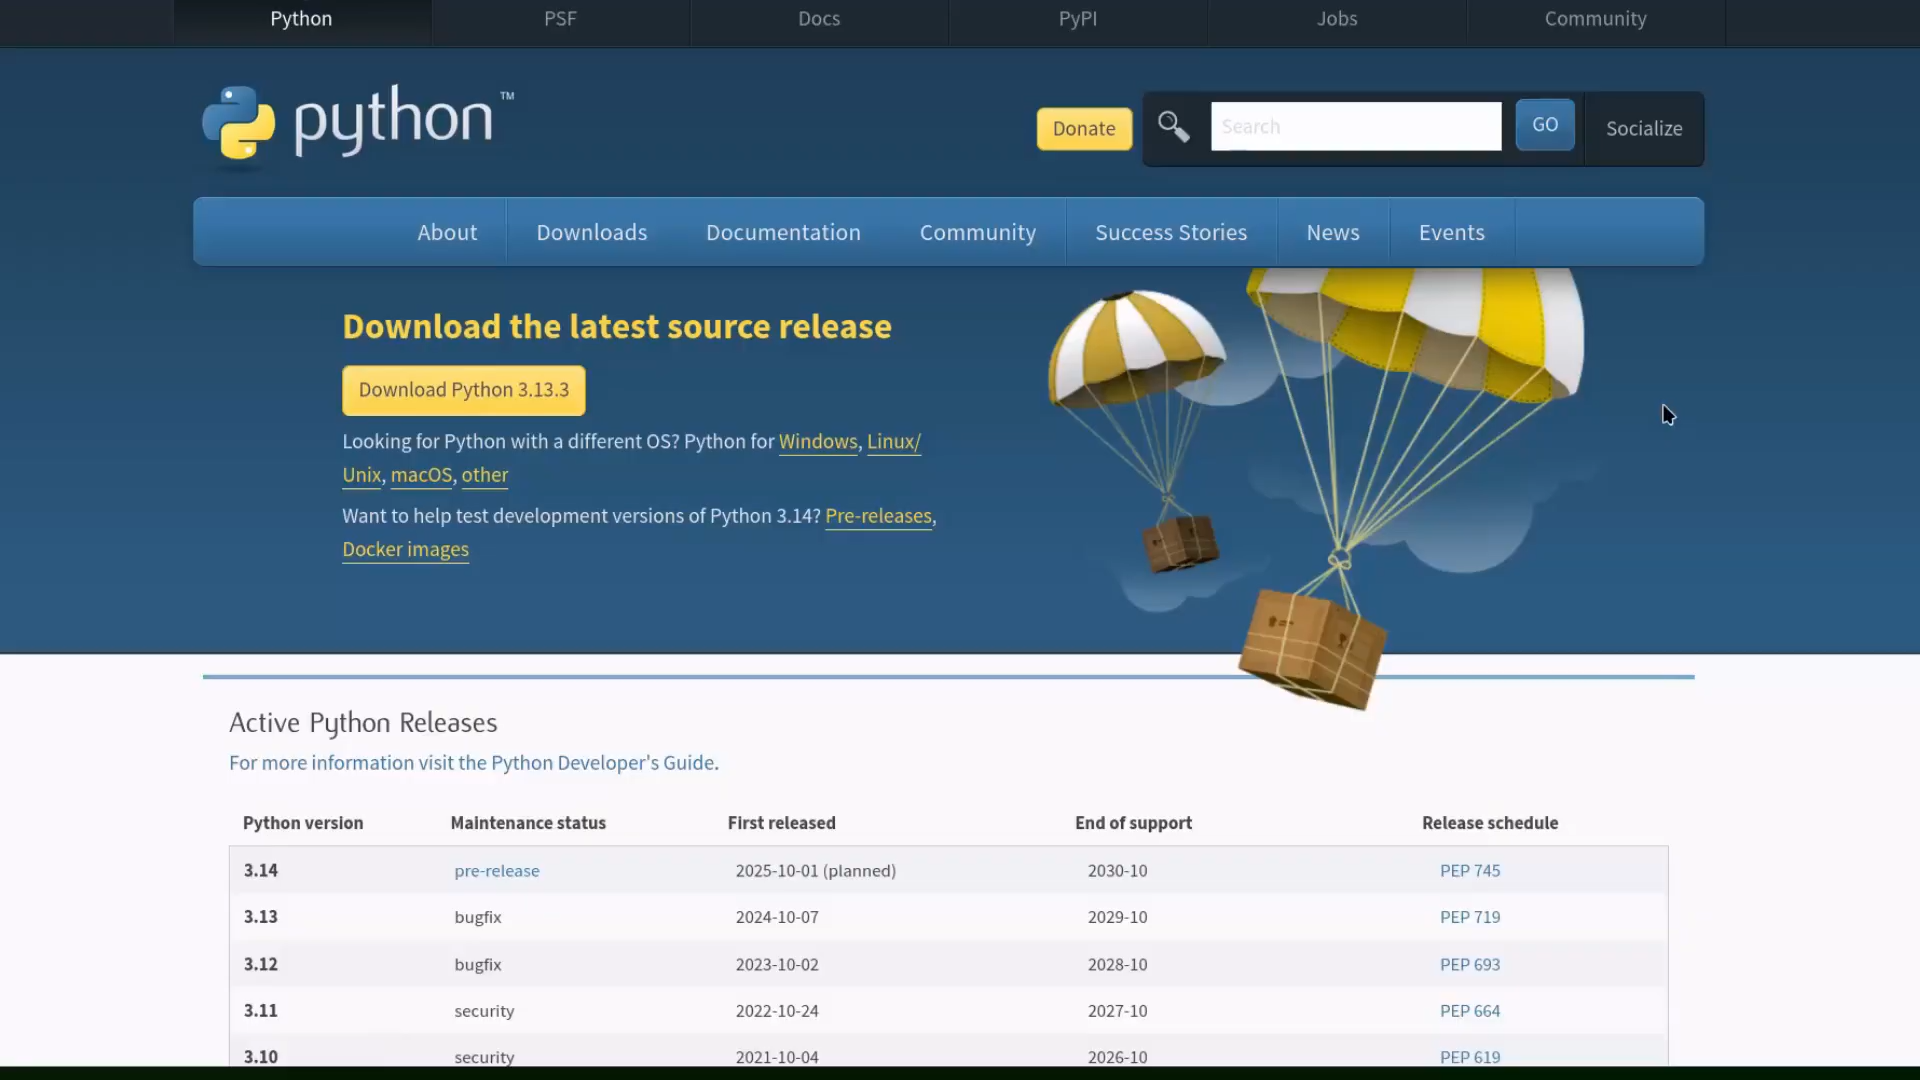 Python PSF Docs PyPI Jobs Community
python™ Donate Search GO Socialize
About Downloads Documentation Community Success Stories News Events
Download the latest source release
Download Python 3.13.3
Looking for Python with a different OS? Python for Windows, Linux/
Unix, macOS, other
Want to help test development versions of Python 3.14? Pre-releases,
Docker images
Active Python Releases
For more information visit the Python Developer's Guide.
Python version Maintenance status First released End of support Release schedule
3.14 pre-release 2025-10-01 (planned) 2030-10 PEP 745
3.13 bugfix 2024-10-07 2029-10 PEP 719
3.12 bugfix 2023-10-02 2028-10 PEP 693
3.11 security 2022-10-24 2027-10 PEP 664
3.10 security 2021-10-04 2026-10 PEP 619